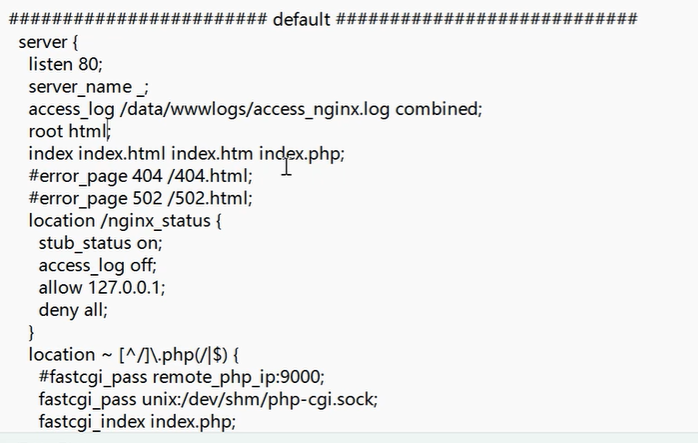 ######################## default ############################
server {
listen 80;
server_name _;
access_log /data/wwwlogs/access_nginx.log combined;
root html;
index index.html index.htm index.php;
#error_page 404 /404.html;
#error_page 502 /502.html;
location /nginx_status {
stub_status on;
access_log off;
allow 127.0.0.1;
deny all;
}
location ~ [^/]\.php(/|$) {
#fastcgi_pass remote_php_ip:9000;
fastcgi_pass unix:/dev/shm/php-cgi.sock;
fastcgi_index index.php;